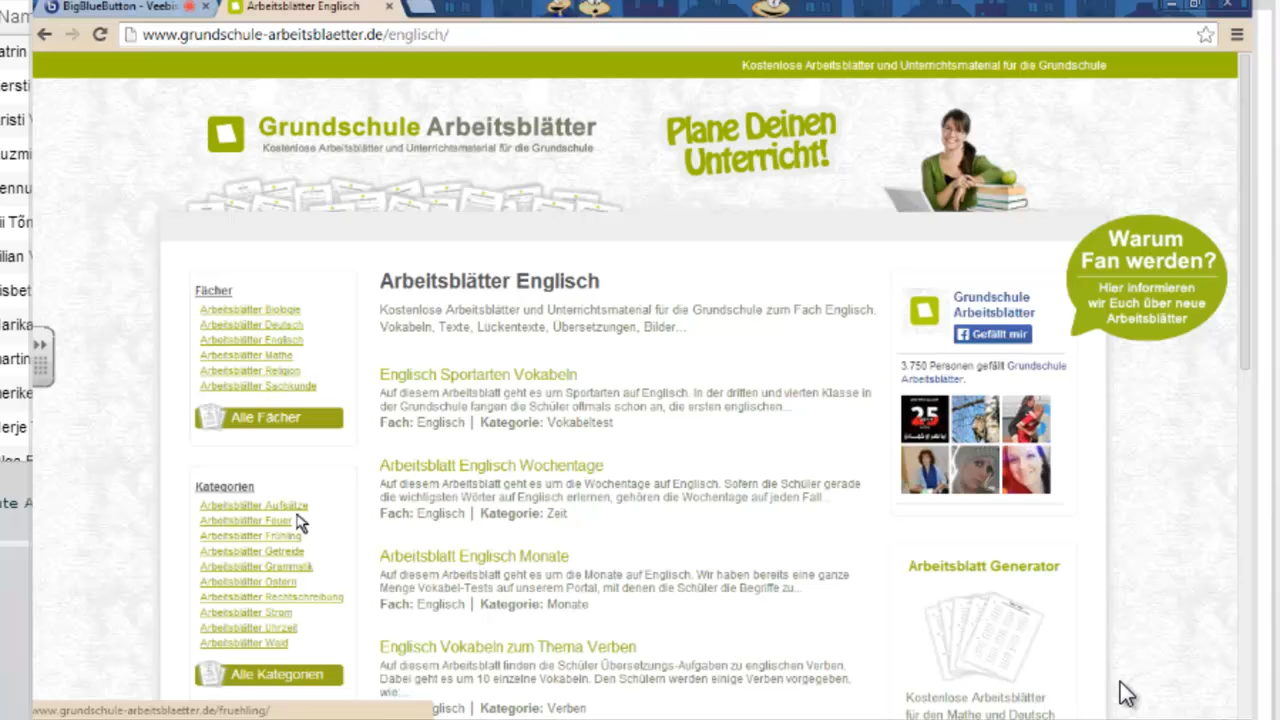 BigBlueButton - Veebis
Arbeitsblätter Englisch
www.grundschule-arbeitsblaetter.de/englisch/
Kostenlose Arbeitsblätter und Unterrichtsmaterial für die Grundschule
Grundschule Arbeitsblätter
Kostenlose Arbeitsblätter und Unterrichtsmaterial für die Grundschule
Plane Deinen
Unterricht!
Warum
Fan werden?
Hier informieren
wir Euch über neue
Arbeitsblätter
Fächer
Arbeitsblätter Biologie
Arbeitsblätter Deutsch
Arbeitsblätter Englisch
Arbeitsblätter Mathe
Arbeitsblätter Religion
Arbeitsblätter Sachkunde
Alle Fächer
Kategorien
Arbeitsblätter Aufsätze
Arbeitsblätter Feuer
Arbeitsblätter Frühling
Arbeitsblätter Getreide
Arbeitsblätter Grammatik
Arbeitsblätter Ostern
Arbeitsblätter Rechtschreibung
Arbeitsblätter Strom
Arbeitsblätter Uhrzeit
Arbeitsblätter Wald
Alle Kategorien
Arbeitsblätter Englisch
Kostenlose Arbeitsblätter und Unterrichtsmaterial für die Grundschule zum Fach Englisch.
Vokabeln, Texte, Lückentexte, Übersetzungen, Bilder...
Englisch Sportarten Vokabeln
Auf diesem Arbeitsblatt geht es um Sportarten auf Englisch. In der dritten und vierten Klasse in
der Grundschule fangen die Schüler oftmals schon an, die ersten englischen...
Fach: Englisch | Kategorie: Vokabeltest
Arbeitsblatt Englisch Wochentage
Auf diesem Arbeitsblatt geht es um die Wochentage auf Englisch. Sofern die Schüler gerade
die wichtigsten Wörter auf Englisch erlernen, gehören die Wochentage auf jeden Fall...
Fach: Englisch | Kategorie: Zeit
Arbeitsblatt Englisch Monate
Auf diesem Arbeitsblatt geht es um die Monate auf Englisch. Wir haben bereits eine ganze
Menge Vokabel-Tests auf unserem Portal, mit denen die Schüler die Begriffe zu...
Fach: Englisch | Kategorie: Monate
Englisch Vokabeln zum Thema Verben
Auf diesem Arbeitsblatt finden die Schüler Übersetzungs-Aufgaben zu englischen Verben.
Dabei geht es um 10 einzelne Vokabeln. Den Schülern werden einige Verben vorgegeben,
wie:...
glisch | Kategorie: Verben
Grundschule
Arbeitsblätter
Gefällt mir
3.750 Personen gefällt Grundschule
Arbeitsblätter.
25
Arbeitsblatt Generator
Kostenlose Arbeitsblätter
für den Mathe und Deutsch
www.grundschule-arbeitsblaetter.de/fruehling/